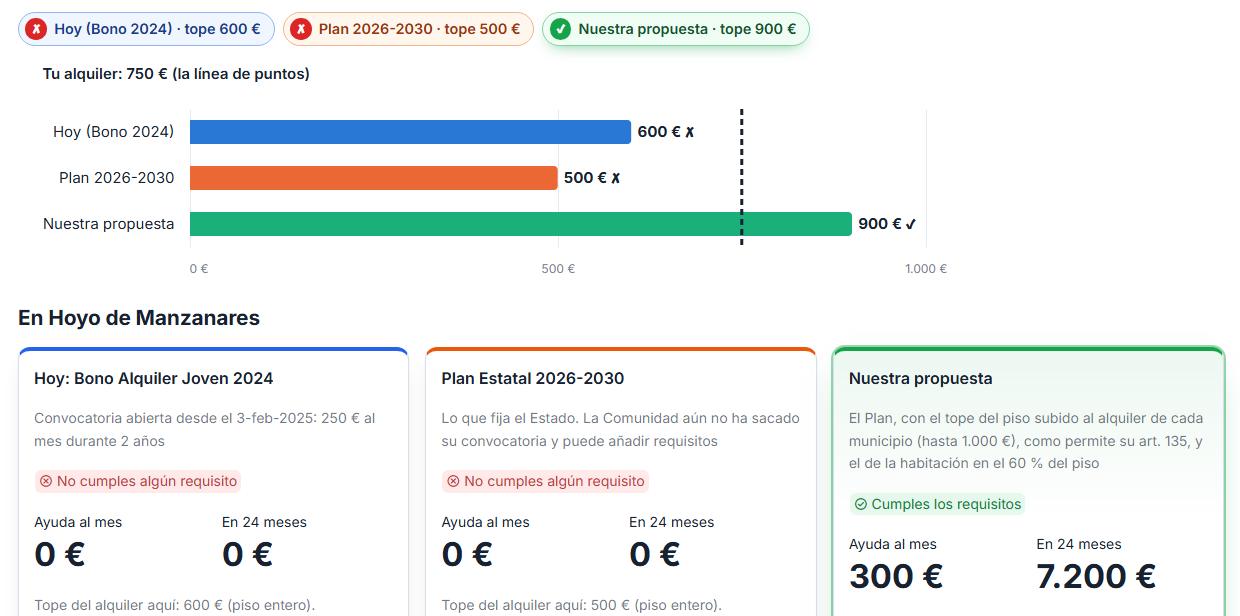 ✗ Hoy (Bono 2024) · tope 600 € ✗ Plan 2026-2030 · tope 500 € ✓ Nuestra propuesta · tope 900 €
Tu alquiler: 750 € (la línea de puntos)
Hoy (Bono 2024) 600 € ✗
Plan 2026-2030 500 € ✗
Nuestra propuesta 900 € ✓
0 € 500 € 1.000 €
En Hoyo de Manzanares
Hoy: Bono Alquiler Joven 2024
Convocatoria abierta desde el 3-feb-2025: 250 € al
mes durante 2 años
No cumples algún requisito
Ayuda al mes En 24 meses
0 € 0 €
Tope del alquiler aquí: 600 € (piso entero).
Plan Estatal 2026-2030
Lo que fija el Estado. La Comunidad aún no ha sacado
su convocatoria y puede añadir requisitos
No cumples algún requisito
Ayuda al mes En 24 meses
0 € 0 €
Tope del alquiler aquí: 500 € (piso entero).
Nuestra propuesta
El Plan, con el tope del piso subido al alquiler de cada
municipio (hasta 1.000 €), como permite su art. 135, y
el de la habitación en el 60 % del piso
Cumples los requisitos
Ayuda al mes En 24 meses
300 € 7.200 €